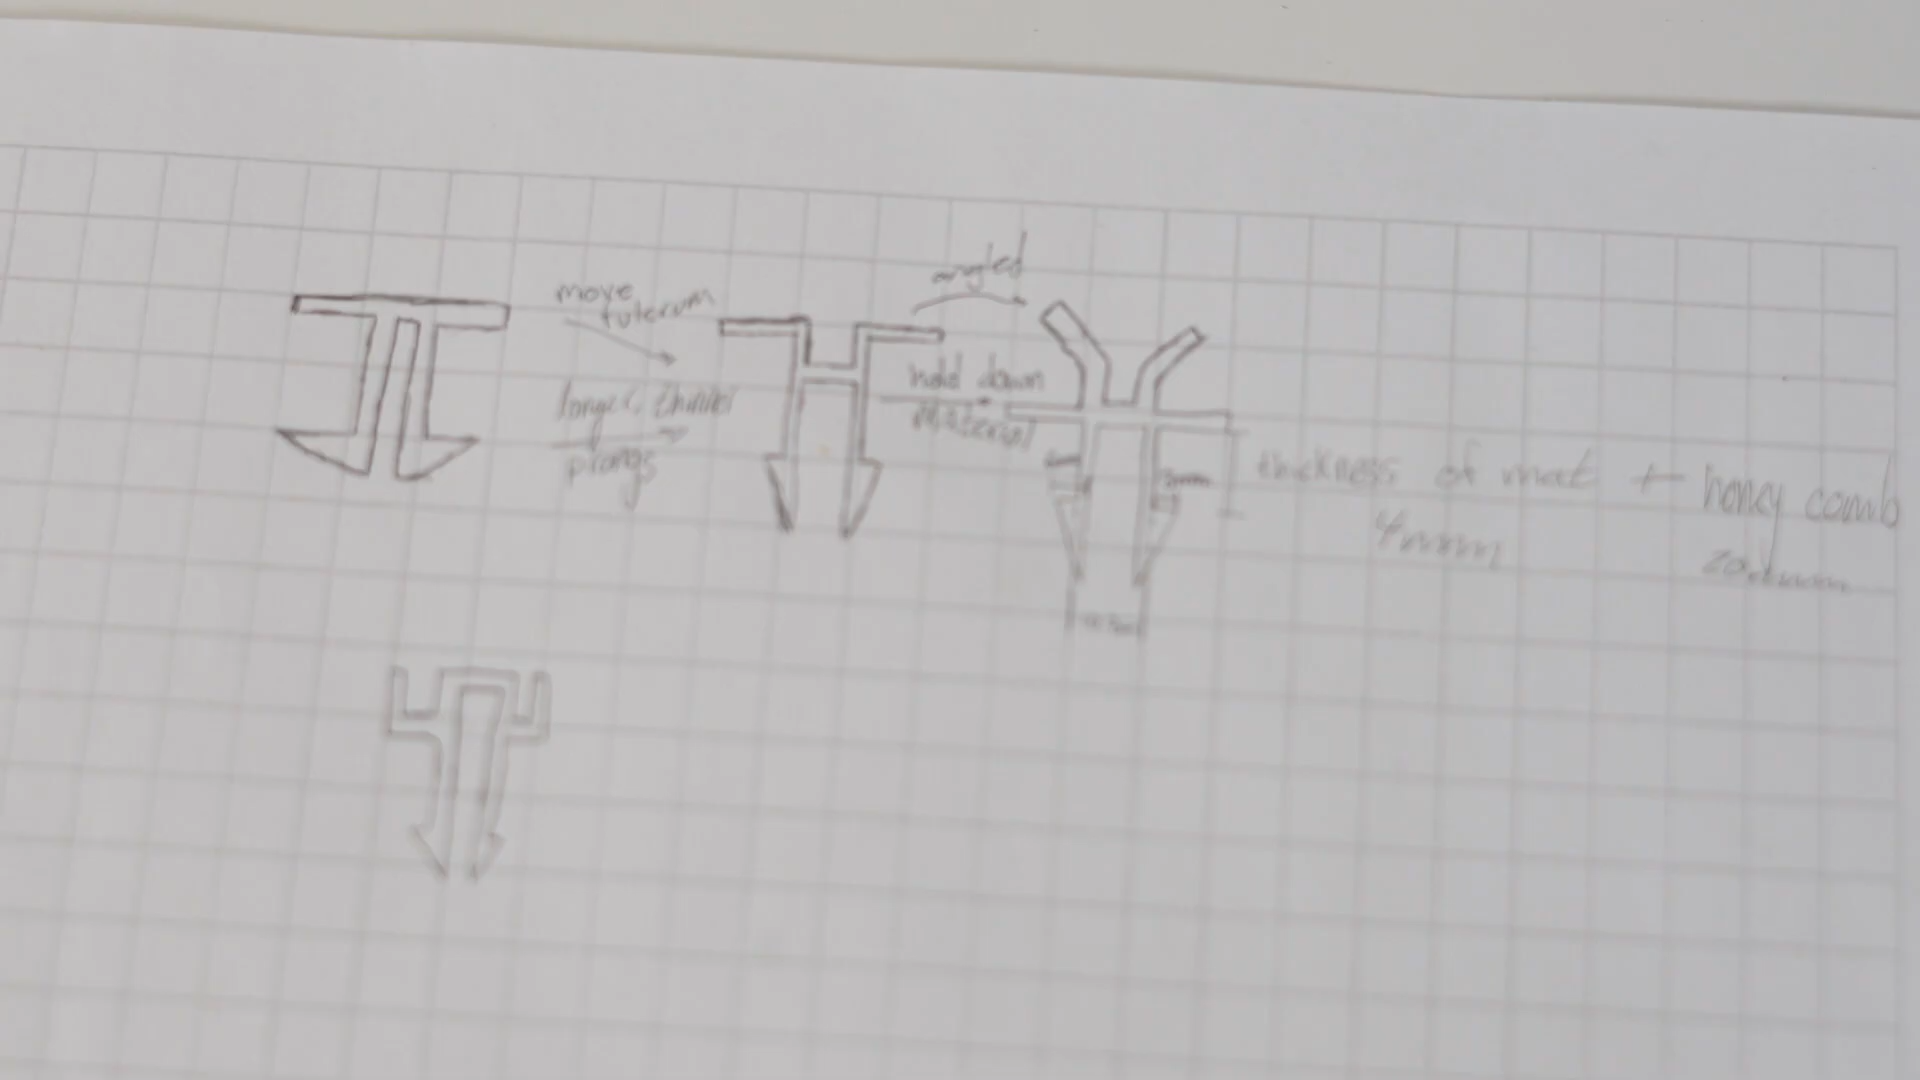 move
fulcrum
longer, thinner
prongs
angled
hold down
material
thickness of mat + honey comb
4mm